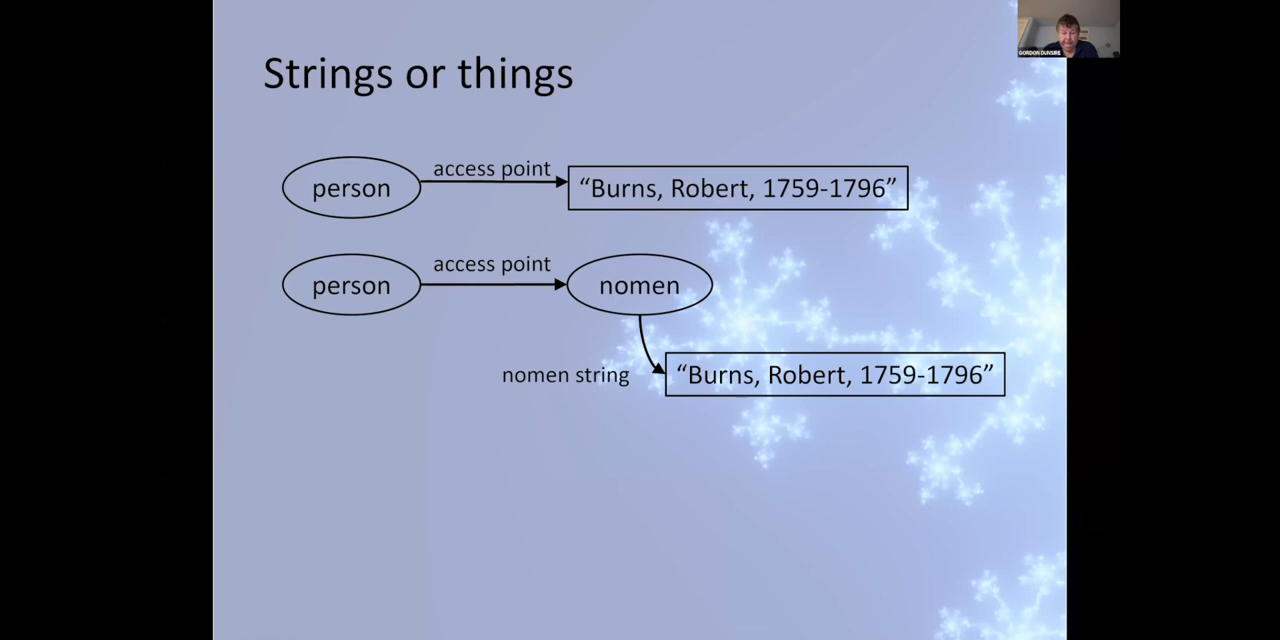 GORDON DUNSIRE
Strings or things
access point
person
“Burns, Robert, 1759-1796”
access point
person
nomen
nomen string
“Burns, Robert, 1759-1796”